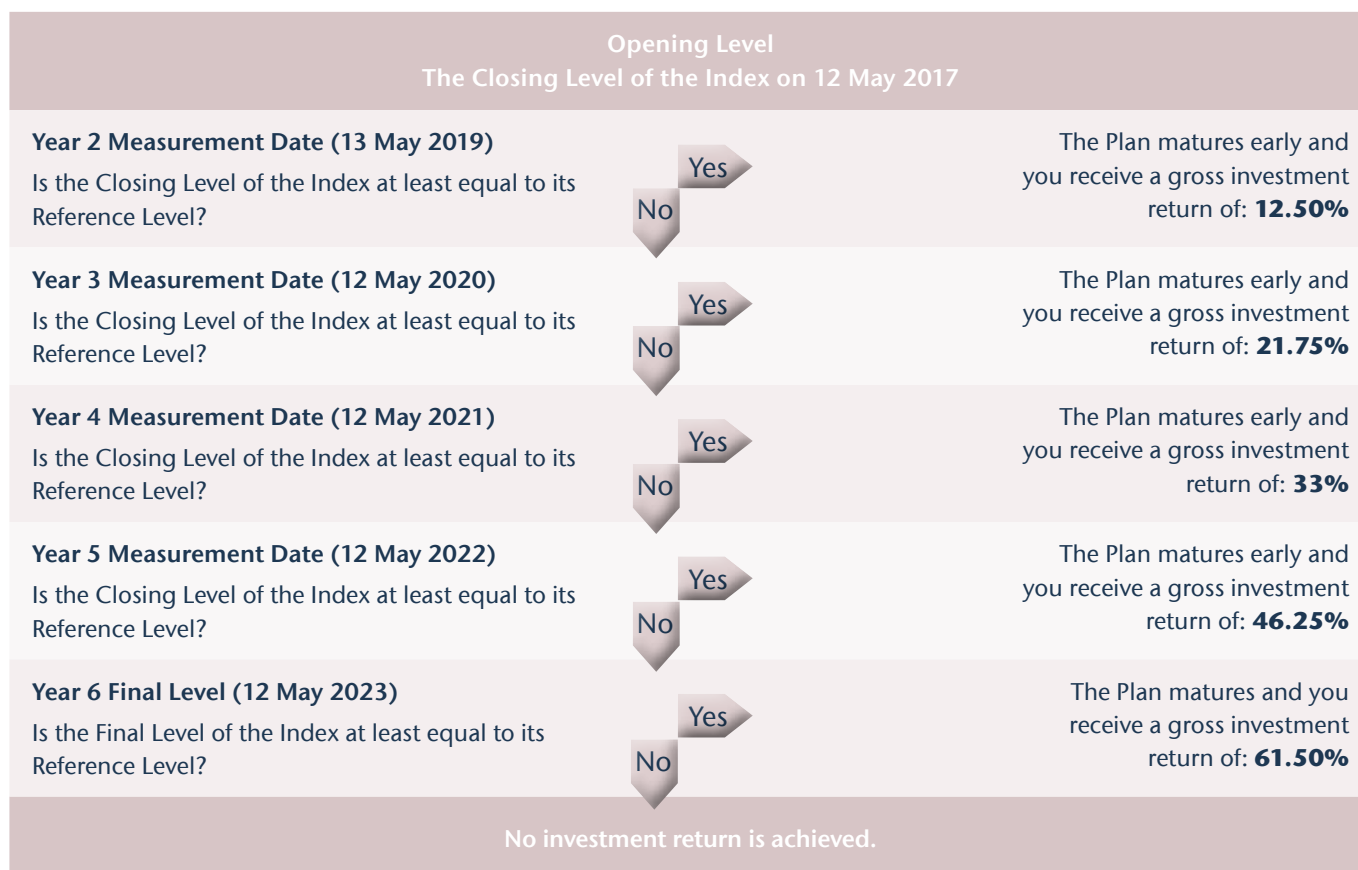 Opening Level
The Closing Level of the Index on 12 May 2017
Year 2 Measurement Date (13 May 2019)
Is the Closing Level of the Index at least equal to its
Reference Level?
Yes
No
The Plan matures early and
you receive a gross investment
return of: 12.50%
Year 3 Measurement Date (12 May 2020)
Is the Closing Level of the Index at least equal to its
Reference Level?
Yes
No
The Plan matures early and
you receive a gross investment
return of: 21.75%
Year 4 Measurement Date (12 May 2021)
Is the Closing Level of the Index at least equal to its
Reference Level?
Yes
No
The Plan matures early and
you receive a gross investment
return of: 33%
Year 5 Measurement Date (12 May 2022)
Is the Closing Level of the Index at least equal to its
Reference Level?
Yes
No
The Plan matures early and
you receive a gross investment
return of: 46.25%
Year 6 Final Level (12 May 2023)
Is the Final Level of the Index at least equal to its
Reference Level?
Yes
No
The Plan matures and you
receive a gross investment
return of: 61.50%
No investment return is achieved.